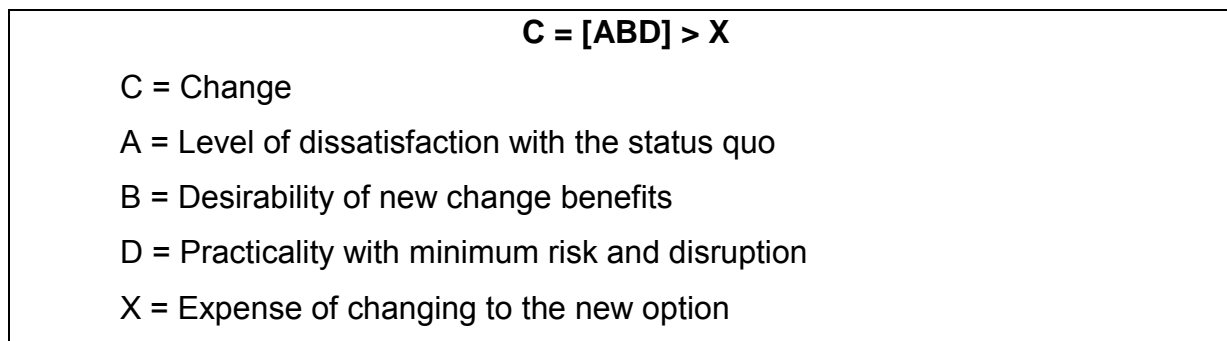 C = [ABD] > X
C = Change
A = Level of dissatisfaction with the status quo
B = Desirability of new change benefits
D = Practicality with minimum risk and disruption
X = Expense of changing to the new option